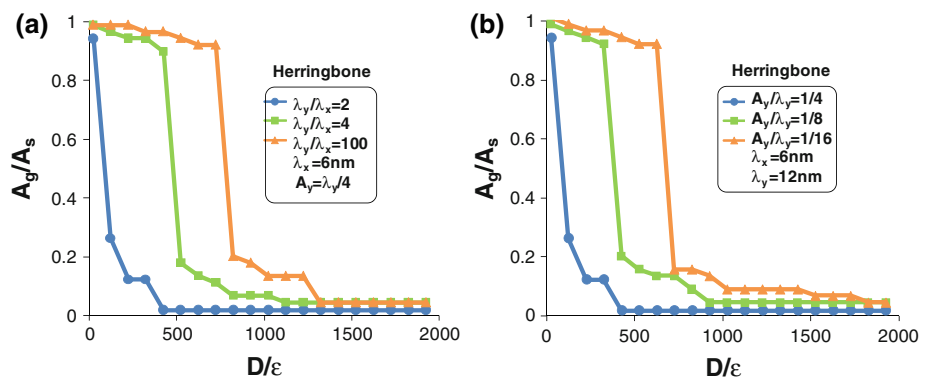 (a)
1
0.8
0.6
0.4
0.2
0
A_g/A_s
0
500
1000
1500
2000
D/ε
Herringbone
λ_y/λ_x=2
λ_y/λ_x=4
λ_y/λ_x=100
λ_x=6nm
A_y=λ_y/4
(b)
1
0.8
0.6
0.4
0.2
0
A_g/A_s
0
500
1000
1500
2000
D/ε
Herringbone
A_y/λ_y=1/4
A_y/λ_y=1/8
A_y/λ_y=1/16
λ_x=6nm
λ_y=12nm